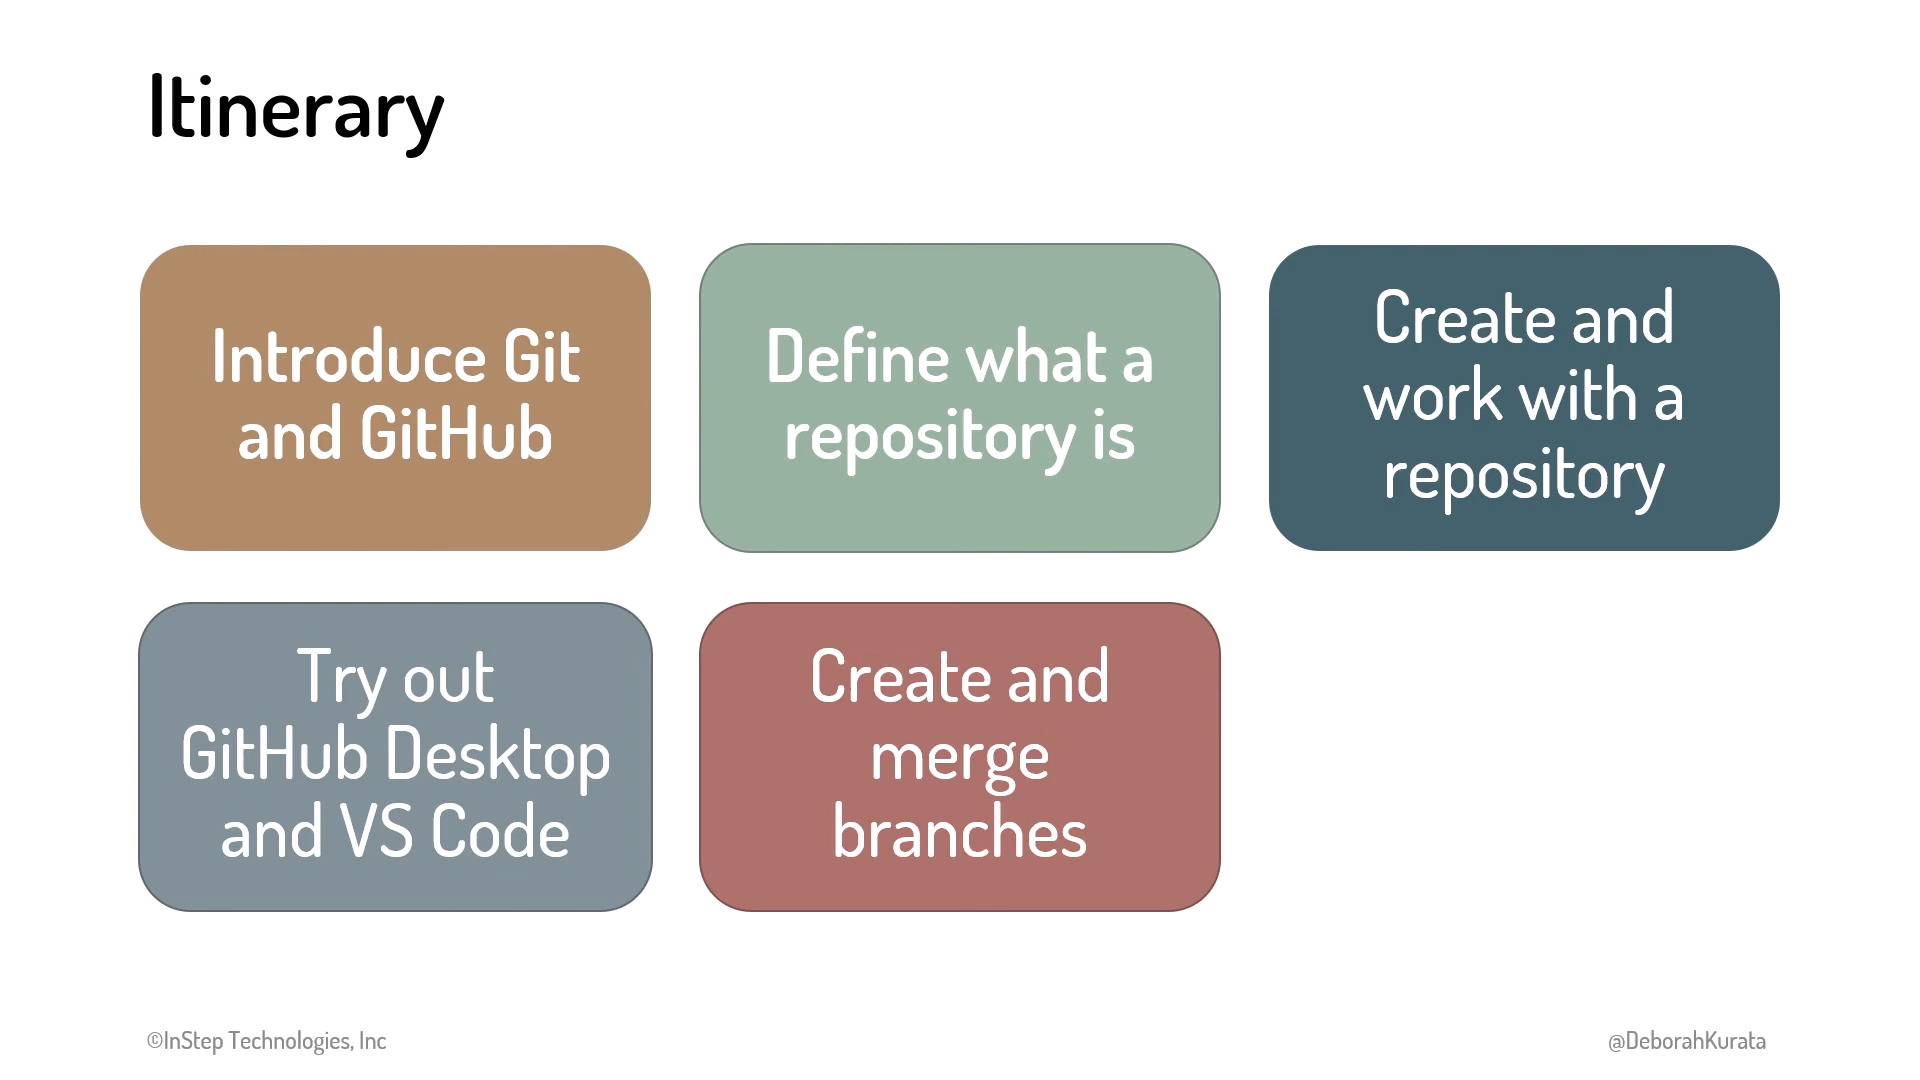 Itinerary
Introduce Git
and GitHub
Define what a
repository is
Create and
work with a
repository
Try out
GitHub Desktop
and VS Code
Create and
merge
branches
©InStep Technologies, Inc
@DeborahKurata